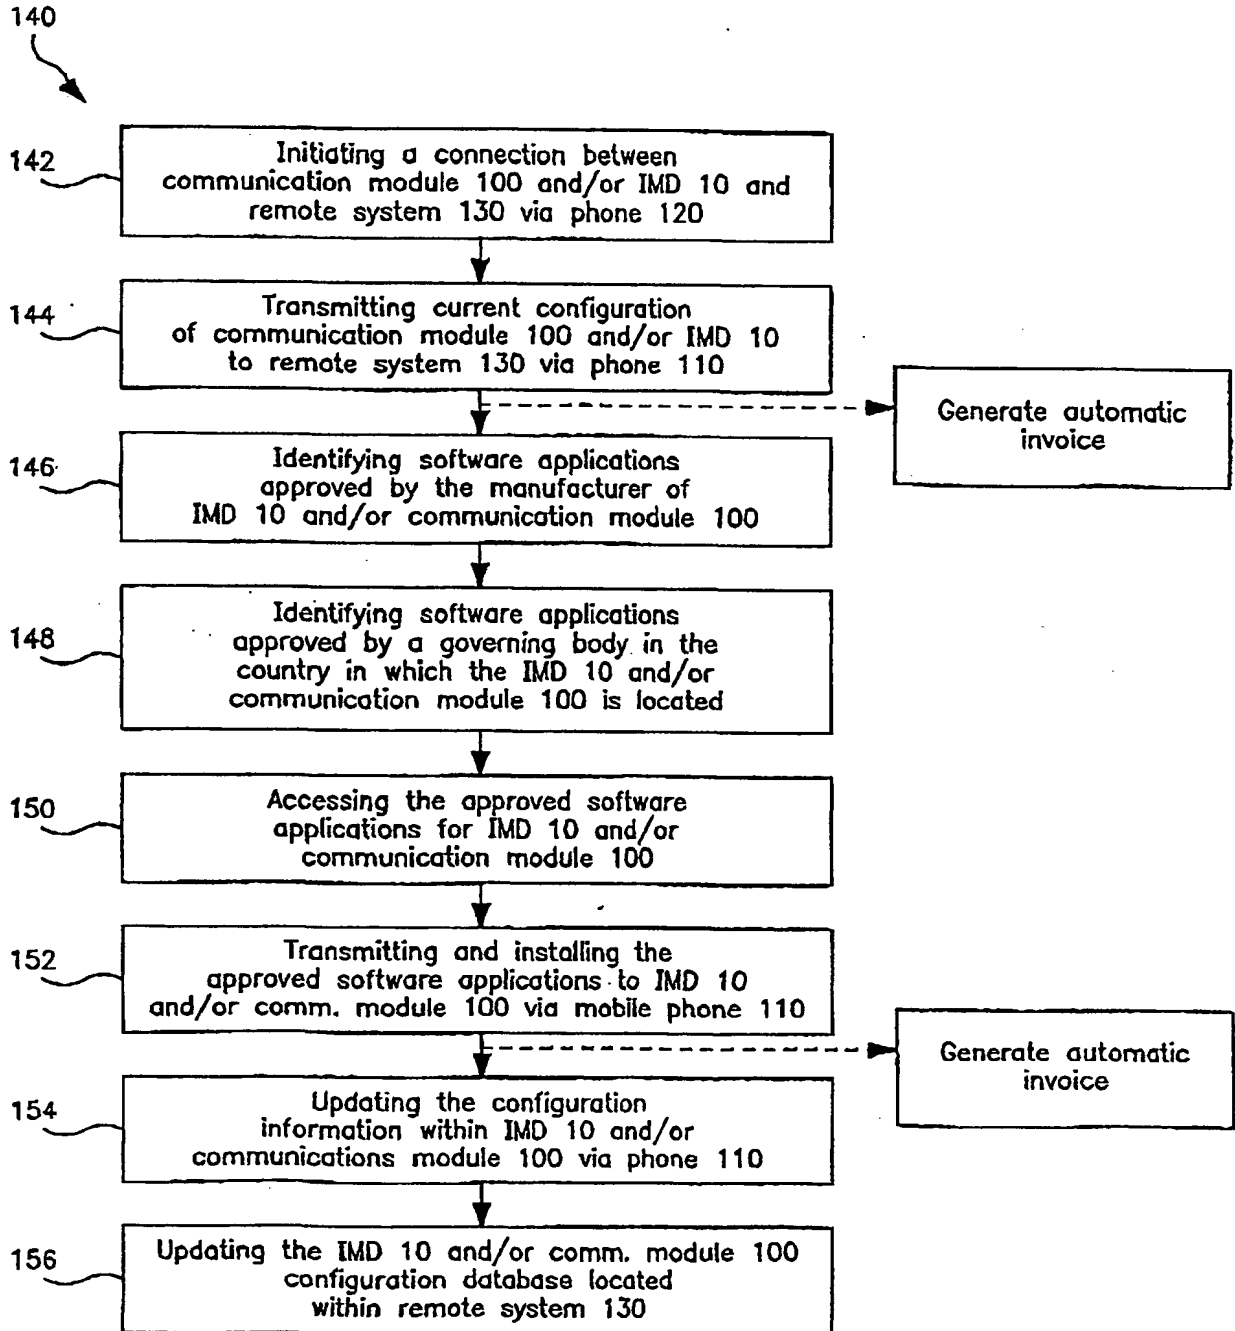 140
142
Initiating a connection between
communication module 100 and/or IMD 10 and
remote system 130 via phone 120
144
Transmitting current configuration
of communication module 100 and/or IMD 10
to remote system 130 via phone 110
Generate automatic
invoice
146
Identifying software applications
approved by the manufacturer of
IMD 10 and/or communication module 100
148
Identifying software applications
approved by a governing body in the
country in which the IMD 10 and/or
communication module 100 is located
150
Accessing the approved software
applications for IMD 10 and/or
communication module 100
152
Transmitting and installing the
approved software applications to IMD 10
and/or comm. module 100 via mobile phone 110
Generate automatic
invoice
154
Updating the configuration
information within IMD 10 and/or
communications module 100 via phone 110
156
Updating the IMD 10 and/or comm. module 100
configuration database located
within remote system 130